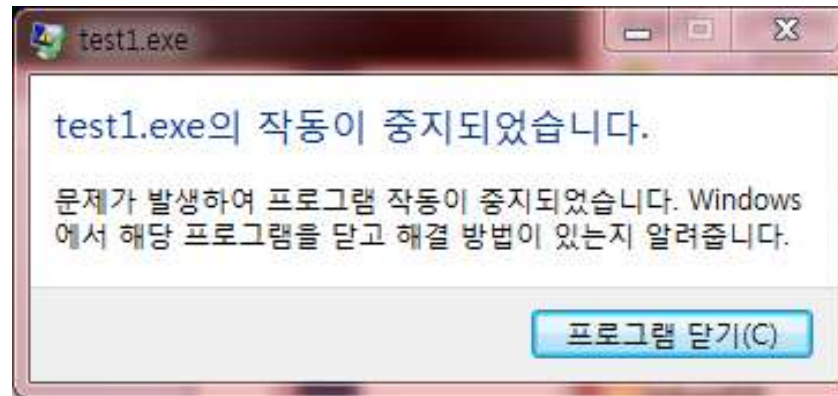 test1.exe
test1.exe의 작동이 중지되었습니다.
문제가 발생하여 프로그램 작동이 중지되었습니다. Windows
에서 해당 프로그램을 닫고 해결 방법이 있는지 알려줍니다.
프로그램 닫기(C)